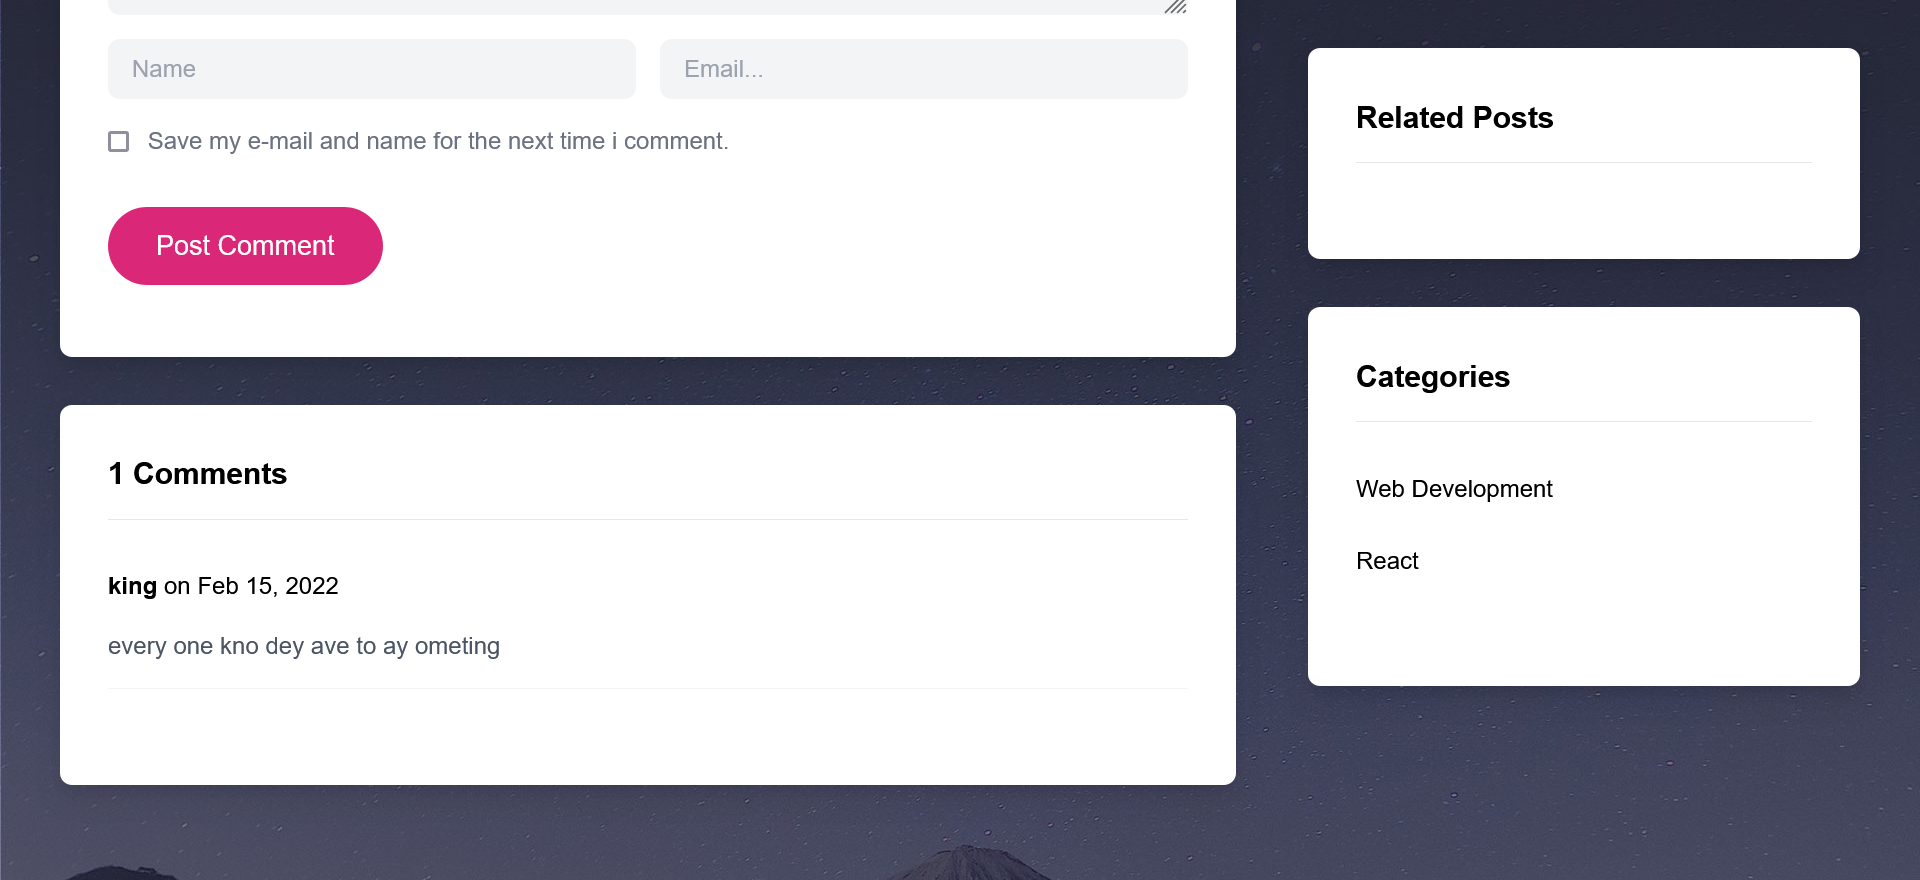 Name
Email...
Save my e-mail and name for the next time i comment.
Post Comment
1 Comments
king on Feb 15, 2022
every one kno dey ave to ay ometing
Related Posts
Categories
Web Development
React